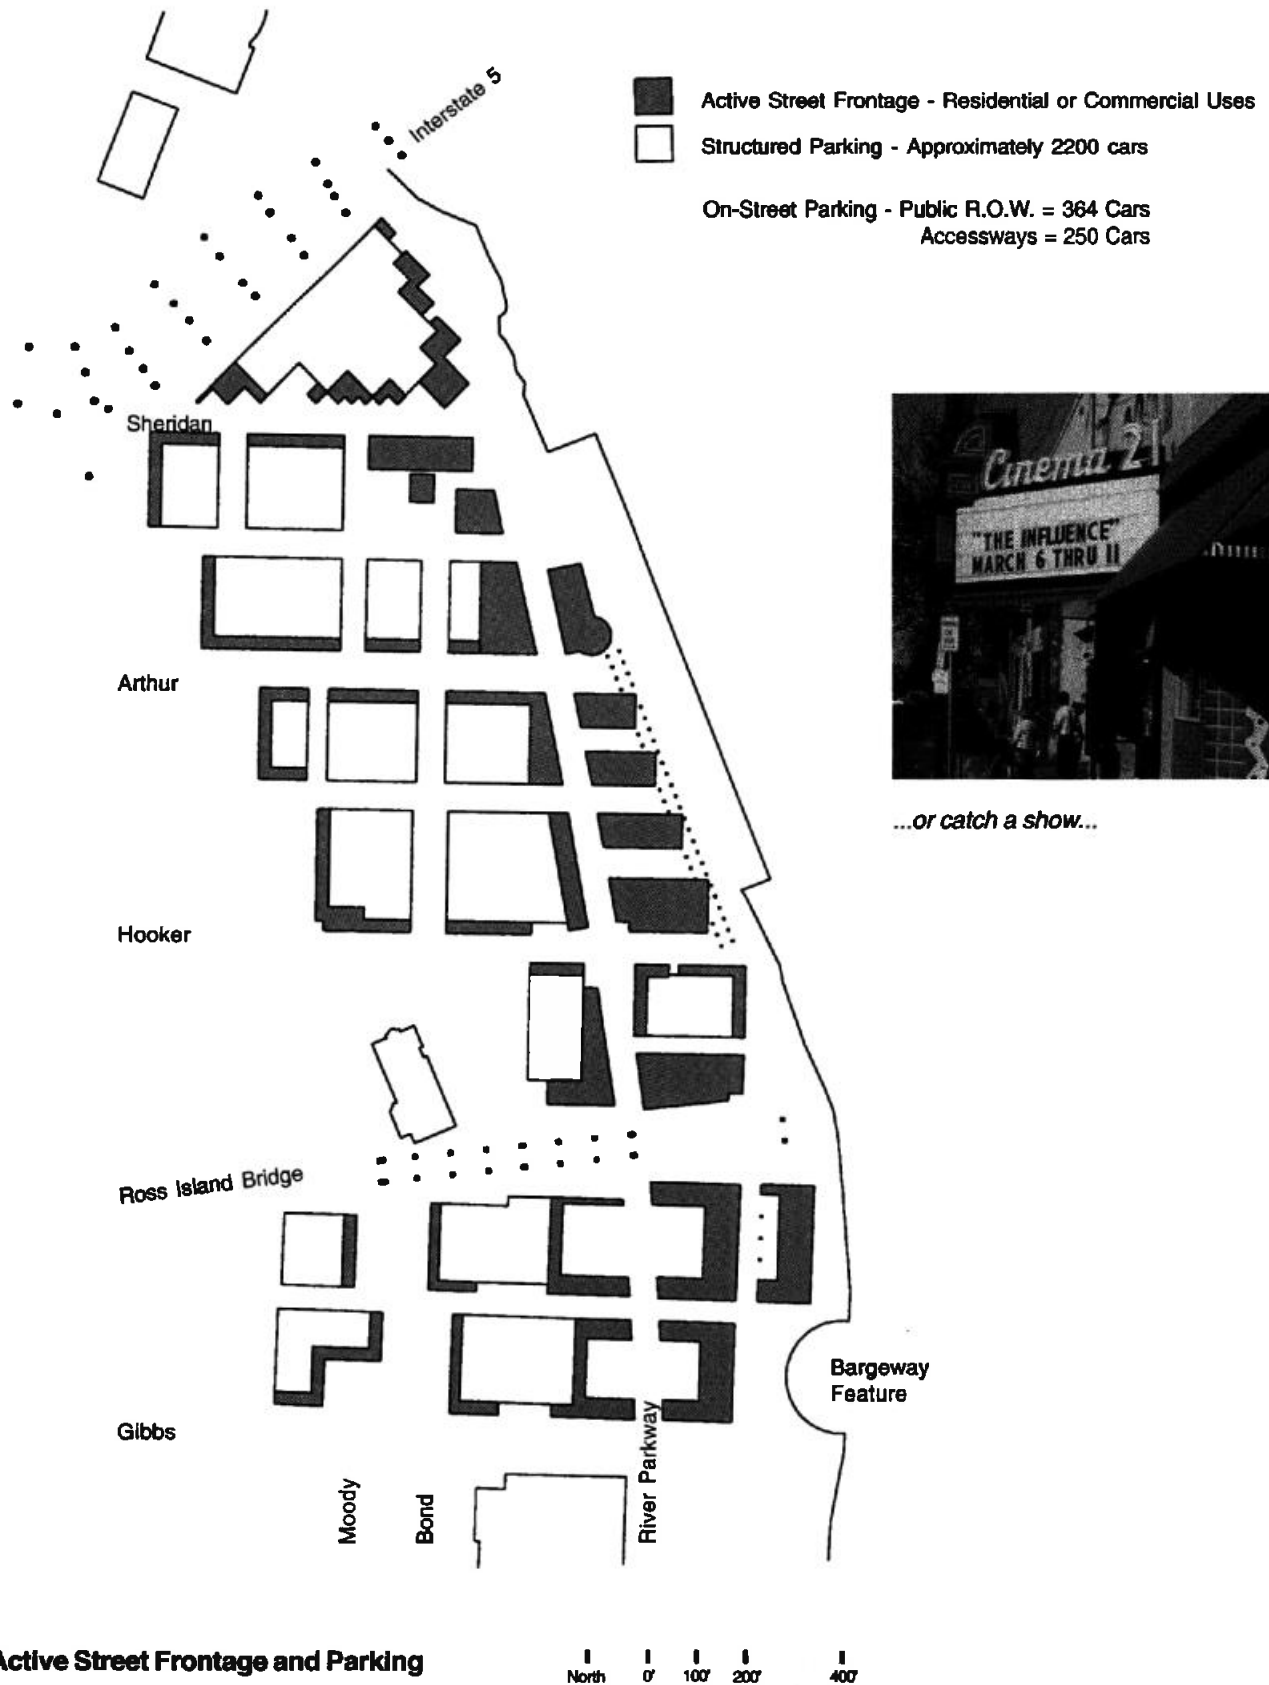 Interstate 5
Active Street Frontage - Residential or Commercial Uses
Structured Parking - Approximately 2200 cars
On-Street Parking - Public R.O.W. = 364 Cars
Accessways = 250 Cars
Sheridan
Cinema 21
"THE INFLUENCE"
MARCH 6 THRU 11
...or catch a show...
Arthur
Hooker
Ross Island Bridge
Bargeway
Feature
Gibbs
Moody
Bond
River Parkway
Active Street Frontage and Parking
North
0'
100'
200'
400'